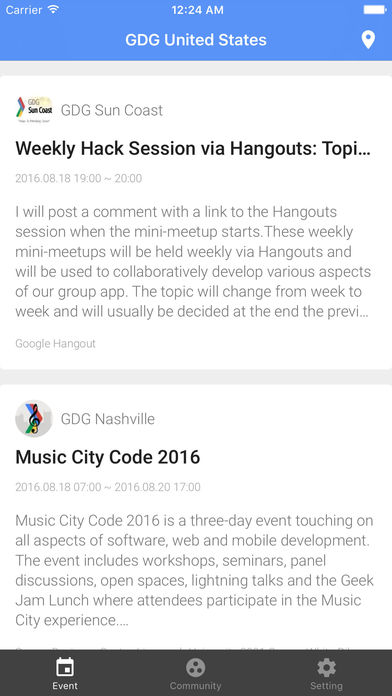 Carrier 12:24 AM
GDG United States
GDG
Sun Coast
GDG Sun Coast
Weekly Hack Session via Hangouts: Topi...
2016.08.18 19:00 ~ 20:00
I will post a comment with a link to the Hangouts
session when the mini-meetup starts.These weekly
mini-meetups will be held weekly via Hangouts and
will be used to collaboratively develop various aspects
of our group app. The topic will change from week to
week and will usually be decided at the end the previ...
Google Hangout
GDG Nashville
Music City Code 2016
2016.08.18 07:00 ~ 2016.08.20 17:00
Music City Code 2016 is a three-day event touching on
all aspects of software, web and mobile development.
The event includes workshops, seminars, panel
discussions, open spaces, lightning talks and the Geek
Jam Lunch where attendees participate in the Music
City experience....
Event Community Setting